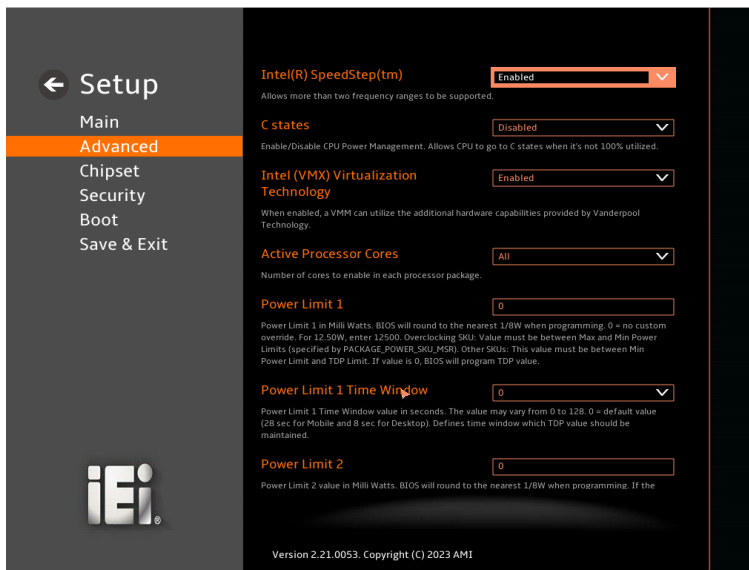 Setup
Main
Advanced
Chipset
Security
Boot
Save & Exit
Intel(R) SpeedStep(tm)
Enabled
Allows more than two frequency ranges to be supported.
C states
Disabled
Enable/Disable CPU Power Management. Allows CPU to go to C states when it's not 100% utilized.
Intel (VMX) Virtualization
Technology
Enabled
When enabled, a VMM can utilize the additional hardware capabilities provided by Vanderpool
Technology.
Active Processor Cores
All
Number of cores to enable in each processor package.
Power Limit 1
0
Power Limit 1 in Milli Watts. BIOS will round to the nearest 1/8W when programming. 0 = no custom
override. For 12.50W, enter 12500. Overclocking SKU: Value must be between Max and Min Power
Limits (specified by PACKAGE_POWER_SKU_MSR). Other SKUs: This value must be between Min
Power Limit and TDP Limit. If value is 0, BIOS will program TDP value.
Power Limit 1 Time Window
0
Power Limit 1 Time Window value in seconds. The value may vary from 0 to 128. 0 = default value
(28 sec for Mobile and 8 sec for Desktop). Defines time window which TDP value should be
maintained.
Power Limit 2
0
Power Limit 2 value in Milli Watts. BIOS will round to the nearest 1/8W when programming. If the
iEi®
Version 2.21.0053. Copyright (C) 2023 AMI